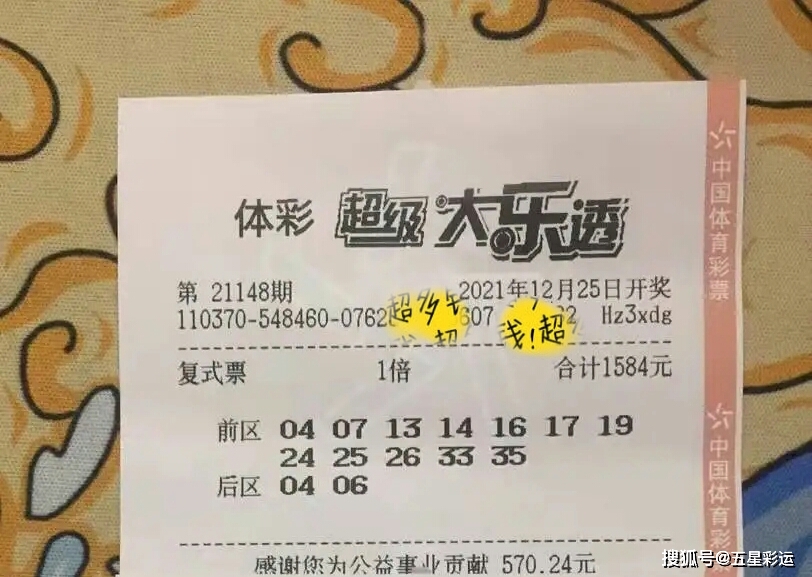 体彩 超级大乐透
第 21148期 2021年12月25日开奖
110370-548460-0762 607 2 Hz3xdg
超多 钱!超
超
复式票 1倍 合计1584元
前区 04 07 13 14 16 17 19
24 25 26 33 35
后区 04 06
感谢您为公益事业贡献 570.24元
中国体育彩票
中国体育彩
搜狐号@五星彩运